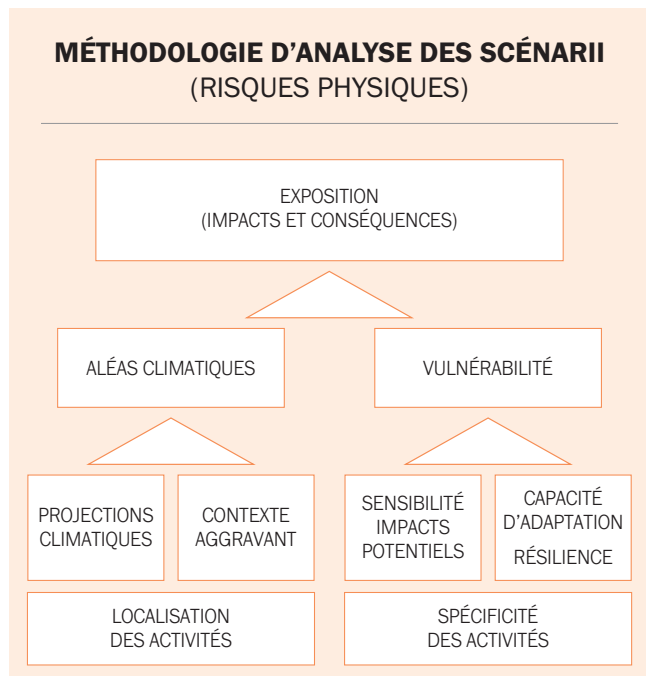 MÉTHODOLOGIE D'ANALYSE DES SCÉNARII
(RISQUES PHYSIQUES)
EXPOSITION
(IMPACTS ET CONSÉQUENCES)
ALÉAS CLIMATIQUES
VULNÉRABILITÉ
PROJECTIONS
CLIMATIQUES
CONTEXTE
AGGRAVANT
SENSIBILITÉ
IMPACTS
POTENTIELS
CAPACITÉ
D'ADAPTATION
RÉSILIENCE
LOCALISATION
DES ACTIVITÉS
SPÉCIFICITÉ
DES ACTIVITÉS